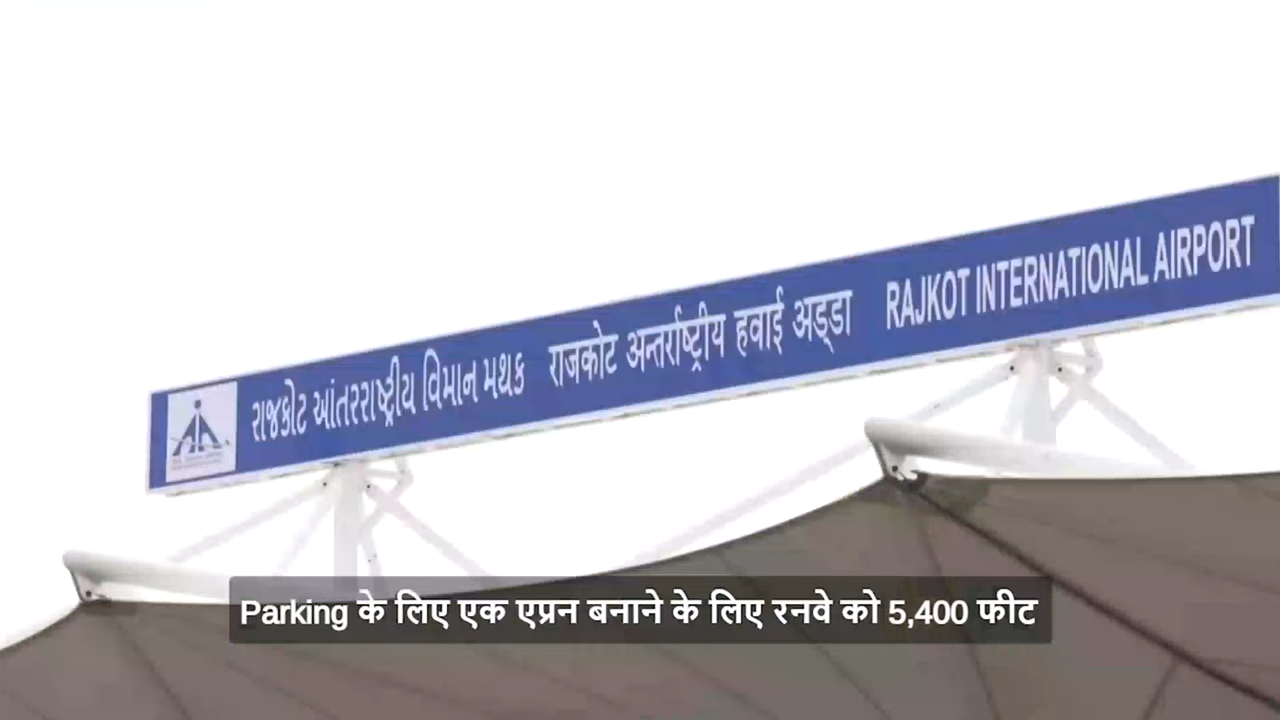 રાજકોટ આંતરરાષ્ટ્રીય વિમાન મથક राजकोट अन्तर्राष्ट्रीय हवाई अड्डा RAJKOT INTERNATIONAL AIRPORT
Parking के लिए एक एप्रन बनाने के लिए रनवे को 5,400 फीट